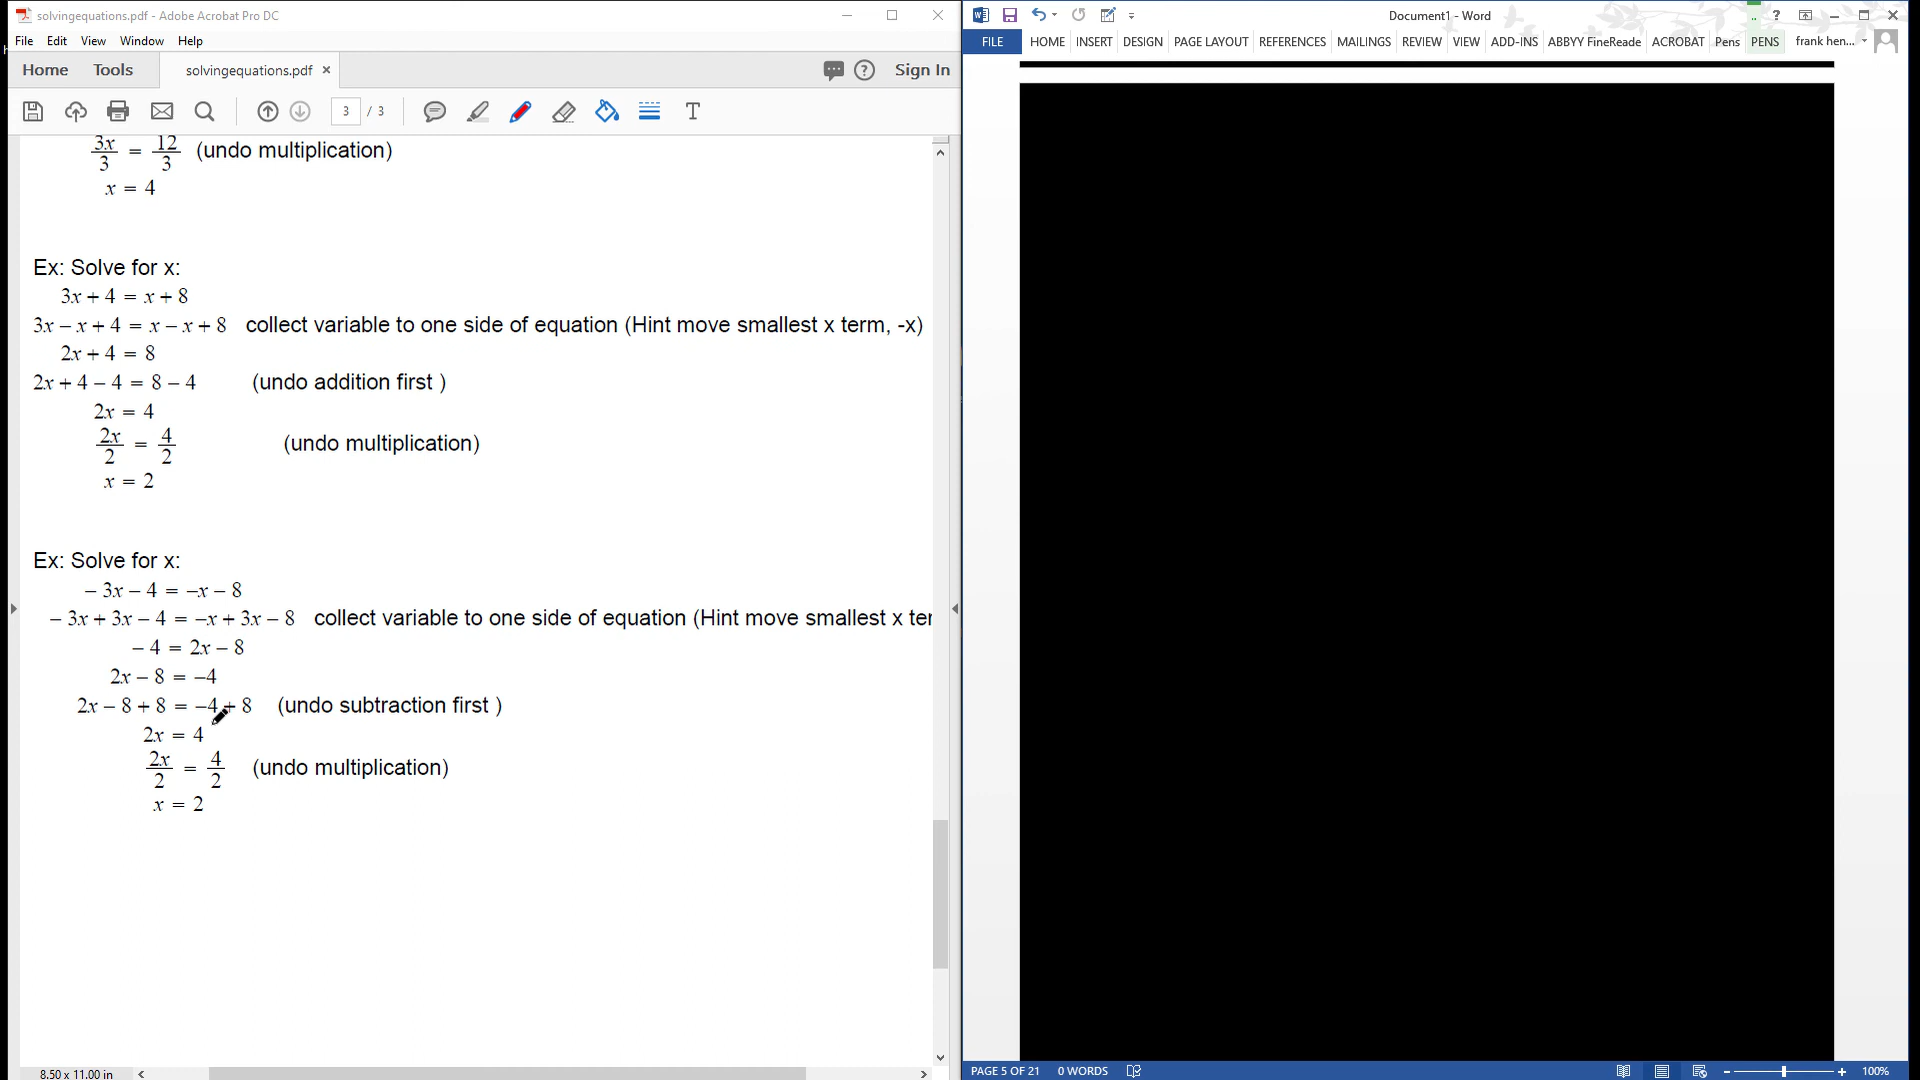 solvingequations.pdf - Adobe Acrobat Pro DC
File Edit View Window Help
Home Tools solvingequations.pdf × Sign In
3 / 3
3x/3 = 12/3 (undo multiplication)
x = 4
Ex: Solve for x:
3x + 4 = x + 8
3x − x + 4 = x − x + 8 collect variable to one side of equation (Hint move smallest x term, -x)
2x + 4 = 8
2x + 4 − 4 = 8 − 4 (undo addition first )
2x = 4
2x/2 = 4/2 (undo multiplication)
x = 2
Ex: Solve for x:
− 3x − 4 = −x − 8
− 3x + 3x − 4 = −x + 3x − 8 collect variable to one side of equation (Hint move smallest x ter
− 4 = 2x − 8
2x − 8 = −4
2x − 8 + 8 = −4 + 8 (undo subtraction first )
2x = 4
2x/2 = 4/2 (undo multiplication)
x = 2
8.50 x 11.00 in
Document1 - Word
FILE HOME INSERT DESIGN PAGE LAYOUT REFERENCES MAILINGS REVIEW VIEW ADD-INS ABBYY FineReade ACROBAT Pens PENS frank hen...
PAGE 5 OF 21 0 WORDS 100%